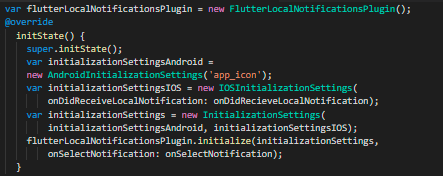 var flutterLocalNotificationsPlugin = new FlutterLocalNotificationsPlugin();
@override
initState() {
super.initState();
var initializationSettingsAndroid =
new AndroidInitializationSettings('app_icon');
var initializationSettingsIOS = new IOSInitializationSettings(
onDidReceiveLocalNotification: onDidRecieveLocalNotification);
var initializationSettings = new InitializationSettings(
initializationSettingsAndroid, initializationSettingsIOS);
flutterLocalNotificationsPlugin.initialize(initializationSettings,
onSelectNotification: onSelectNotification);
}